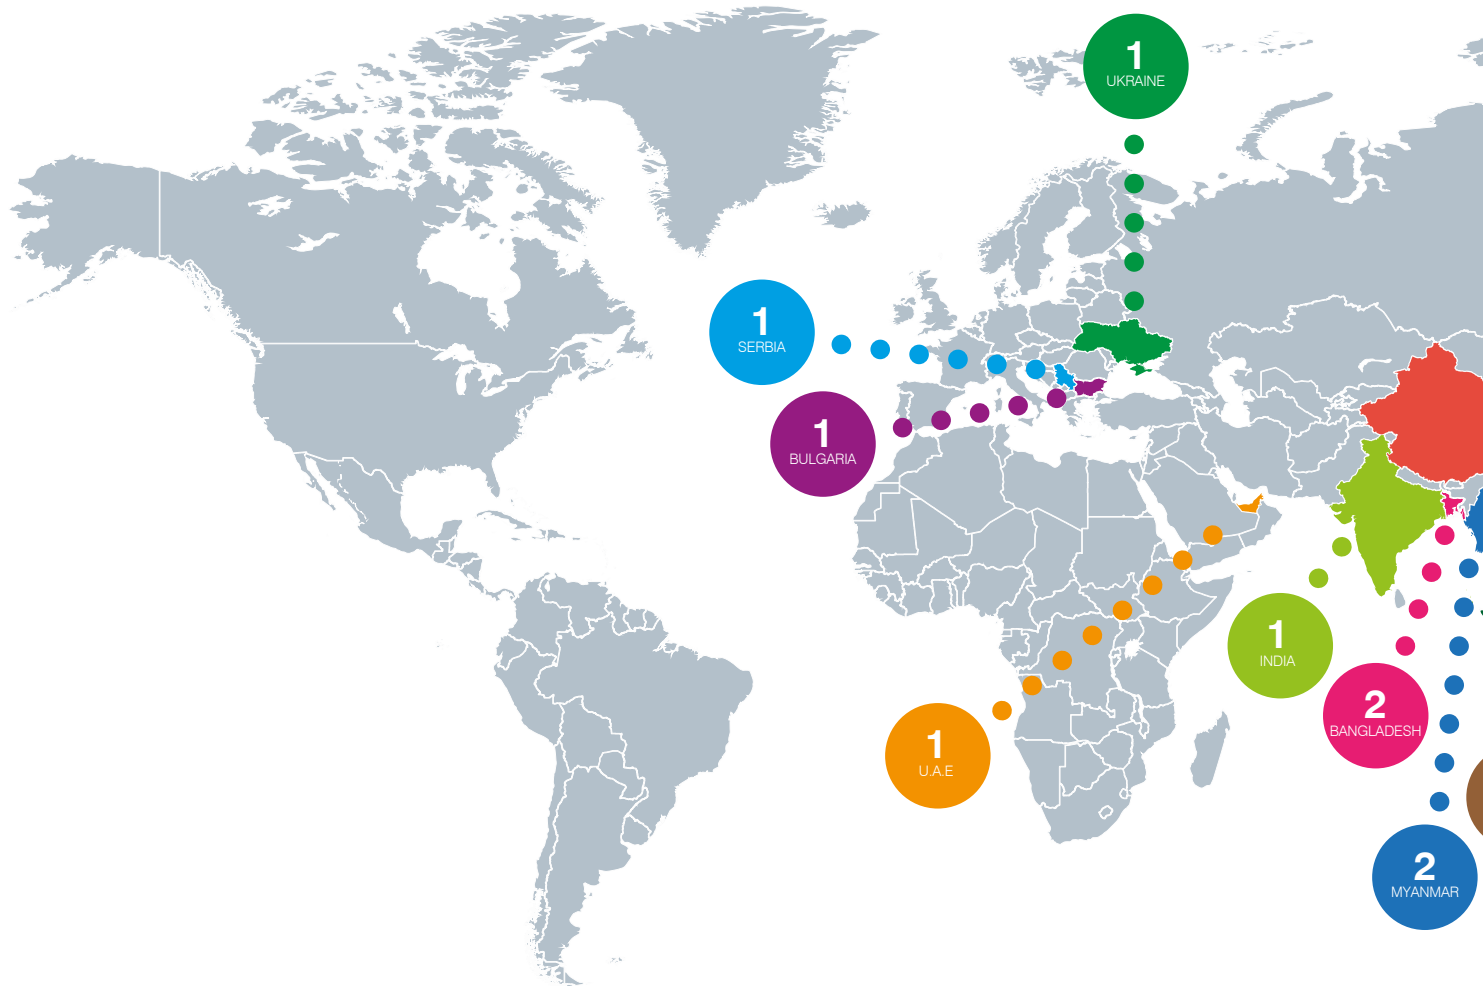 1
UKRAINE
1
SERBIA
1
BULGARIA
1
INDIA
2
BANGLADESH
1
U.A.E
2
MYANMAR